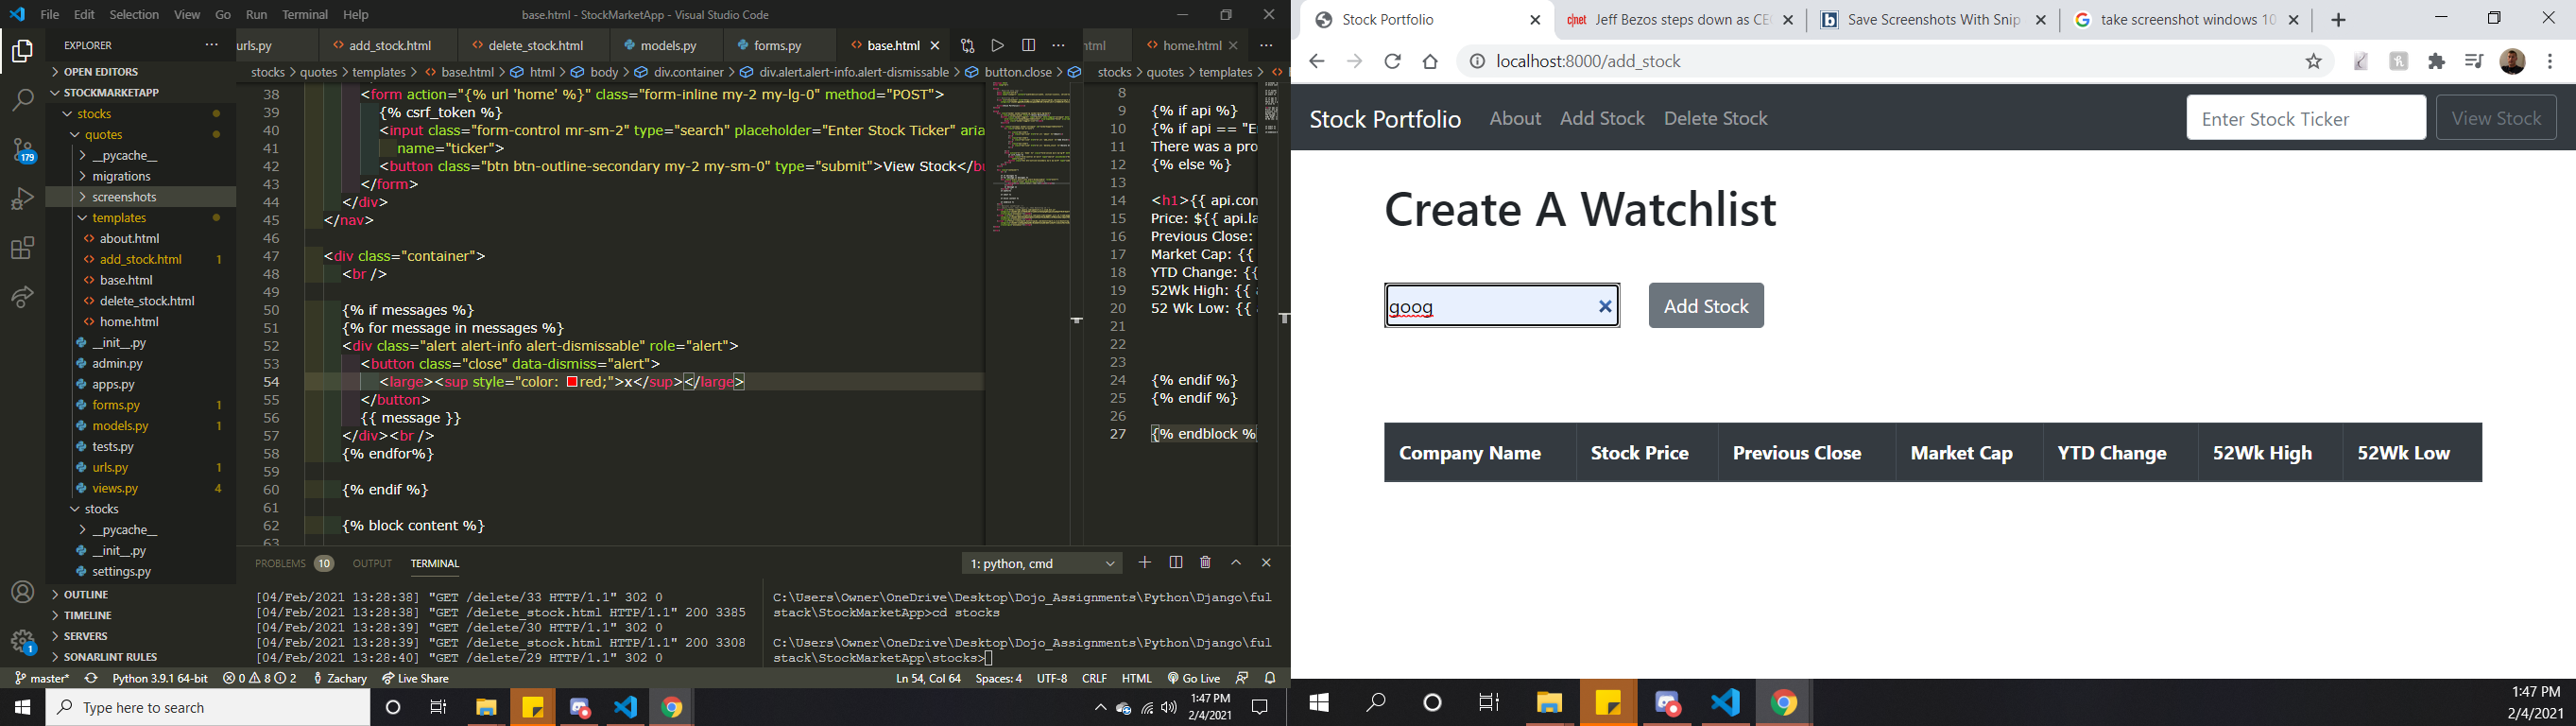 File Edit Selection View Go Run Terminal Help
base.html - StockMarketApp - Visual Studio Code
EXPLORER
OPEN EDITORS
STOCKMARKETAPP
stocks
quotes
__pycache__
migrations
screenshots
templates
about.html
add_stock.html 1
base.html
delete_stock.html
home.html
__init__.py
admin.py
apps.py
forms.py 1
models.py 1
tests.py
urls.py 1
views.py 4
stocks
__pycache__
__init__.py
settings.py
OUTLINE
TIMELINE
SERVERS
SONARLINT RULES
179
1
urls.py add_stock.html delete_stock.html models.py forms.py base.html
stocks > quotes > templates > base.html > html > body > div.container > div.alert.alert-info.alert-dismissable > button.close >
38 <form action="{% url 'home' %}" class="form-inline my-2 my-lg-0" method="POST">
39 {% csrf_token %}
40 <input class="form-control mr-sm-2" type="search" placeholder="Enter Stock Ticker" aria
41 name="ticker">
42 <button class="btn btn-outline-secondary my-2 my-sm-0" type="submit">View Stock</bu
43 </form>
44 </div>
45 </nav>
46
47 <div class="container">
48 <br />
49
50 {% if messages %}
51 {% for message in messages %}
52 <div class="alert alert-info alert-dismissable" role="alert">
53 <button class="close" data-dismiss="alert">
54 <large><sup style="color: red;">x</sup></large>
55 </button>
56 {{ message }}
57 </div><br />
58 {% endfor%}
59
60 {% endif %}
61
62 {% block content %}
63
html home.html
stocks > quotes > templates >
8
9 {% if api %}
10 {% if api == "E
11 There was a pro
12 {% else %}
13
14 <h1>{{ api.con
15 Price: ${{ api.la
16 Previous Close:
17 Market Cap: {{
18 YTD Change: {{
19 52Wk High: {{
20 52 Wk Low: {{
21
22
23
24 {% endif %}
25 {% endif %}
26
27 {% endblock %
PROBLEMS 10 OUTPUT TERMINAL
1: python, cmd
[04/Feb/2021 13:28:38] "GET /delete/33 HTTP/1.1" 302 0
[04/Feb/2021 13:28:38] "GET /delete_stock.html HTTP/1.1" 200 3385
[04/Feb/2021 13:28:39] "GET /delete/30 HTTP/1.1" 302 0
[04/Feb/2021 13:28:39] "GET /delete_stock.html HTTP/1.1" 200 3308
[04/Feb/2021 13:28:40] "GET /delete/29 HTTP/1.1" 302 0
C:\Users\Owner\OneDrive\Desktop\Dojo_Assignments\Python\Django\ful
stack\StockMarketApp>cd stocks
C:\Users\Owner\OneDrive\Desktop\Dojo_Assignments\Python\Django\ful
stack\StockMarketApp\stocks>
master* Python 3.9.1 64-bit 0 8 2 Zachary Live Share
Ln 54, Col 64 Spaces: 4 UTF-8 CRLF HTML Go Live
Type here to search
1:47 PM
2/4/2021
Stock Portfolio
Jeff Bezos steps down as CE
Save Screenshots With Snip
take screenshot windows 10
localhost:8000/add_stock
Stock Portfolio About Add Stock Delete Stock
Enter Stock Ticker View Stock
Create A Watchlist
goog
Add Stock
Company Name Stock Price Previous Close Market Cap YTD Change 52Wk High 52Wk Low
1:47 PM
2/4/2021